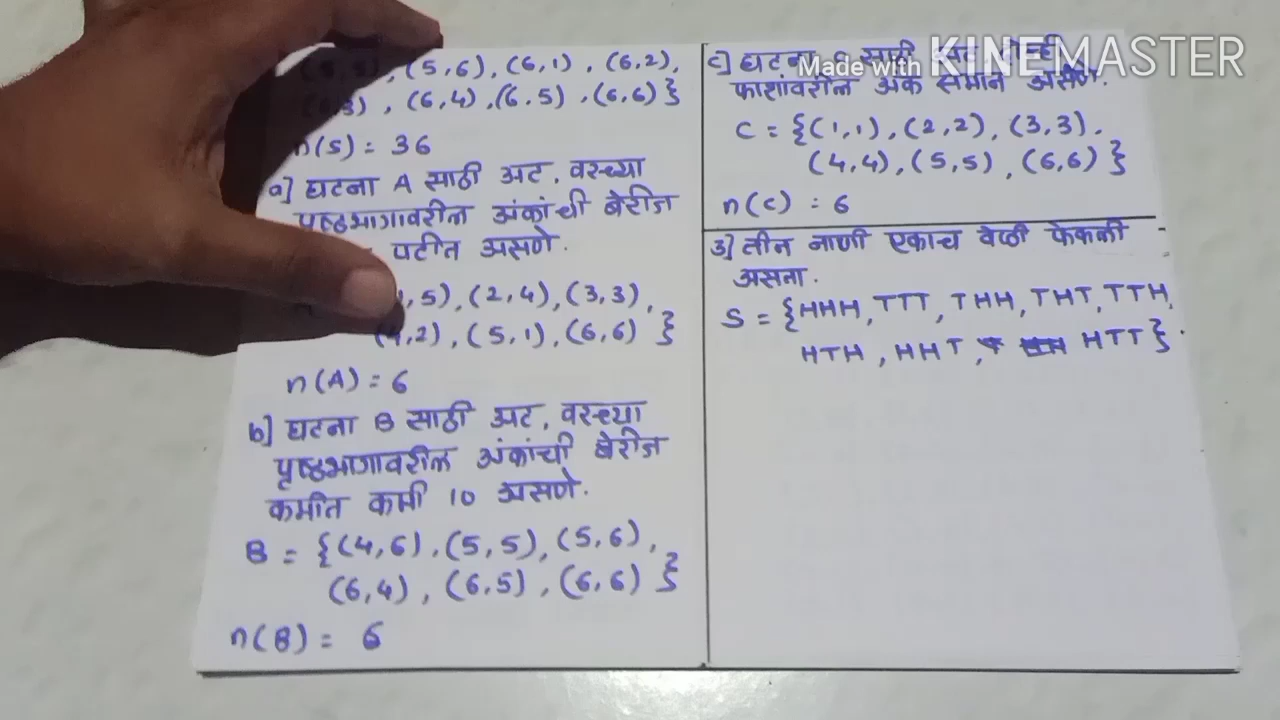 , (5,6), (6,1), (6,2),
, (6,4), (6,5), (6,6)}
n(S) = 36
a] घटना A साठी अट, वरच्या
पृष्ठभागावरील अंकांची बेरीज
पटीत असणे.
,5), (2,4), (3,3),
,2), (5,1), (6,6)}
n(A) = 6
b] घटना B साठी अट, वरच्या
पृष्ठभागावरील अंकांची बेरीज
कमीत कमी 10 असणे.
B = {(4,6), (5,5), (5,6),
(6,4), (6,5), (6,6)}
n(B) = 6
Made with KINEMASTER
c] घटना साठी
फाशांवरील अंक समान असणे.
C = {(1,1), (2,2), (3,3),
(4,4), (5,5), (6,6)}
n(C) = 6
3] तीन नाणी एकाच वेळी फेकली
असता.
S = {HHH, TTT, THH, THT, TTH,
HTH, HHT, HTT}.